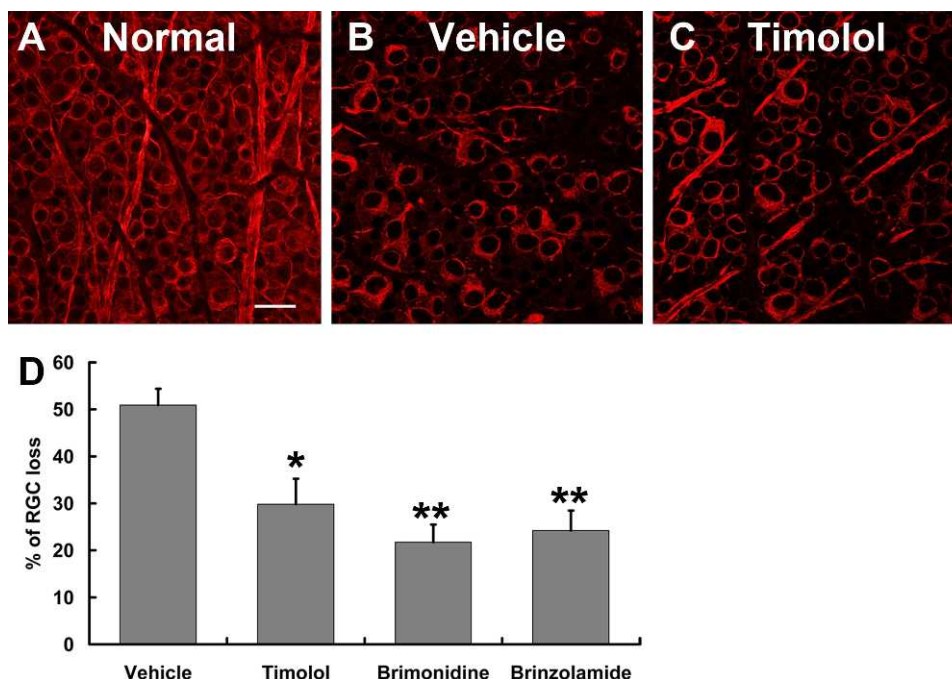 A Normal
B Vehicle
C Timolol
D
% of RGC loss
60
50
40
30
20
10
0
*
**
**
Vehicle Timolol Brimonidine Brinzolamide